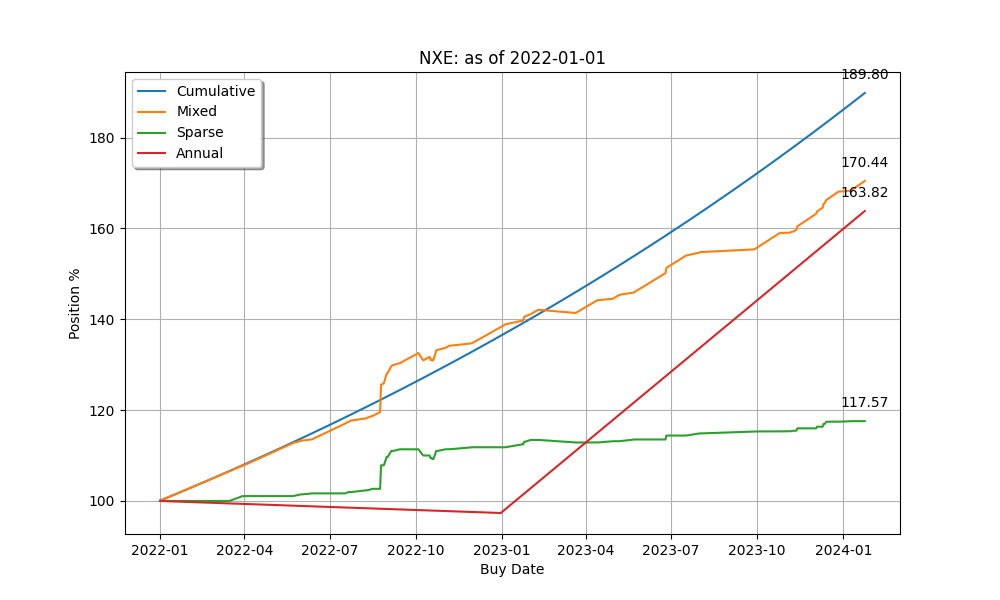 NXE: as of 2022-01-01
Cumulative
Mixed
Sparse
Annual
189.80
170.44
163.82
117.57
180
160
140
120
100
Position %
2022-01 2022-04 2022-07 2022-10 2023-01 2023-04 2023-07 2023-10 2024-01
Buy Date